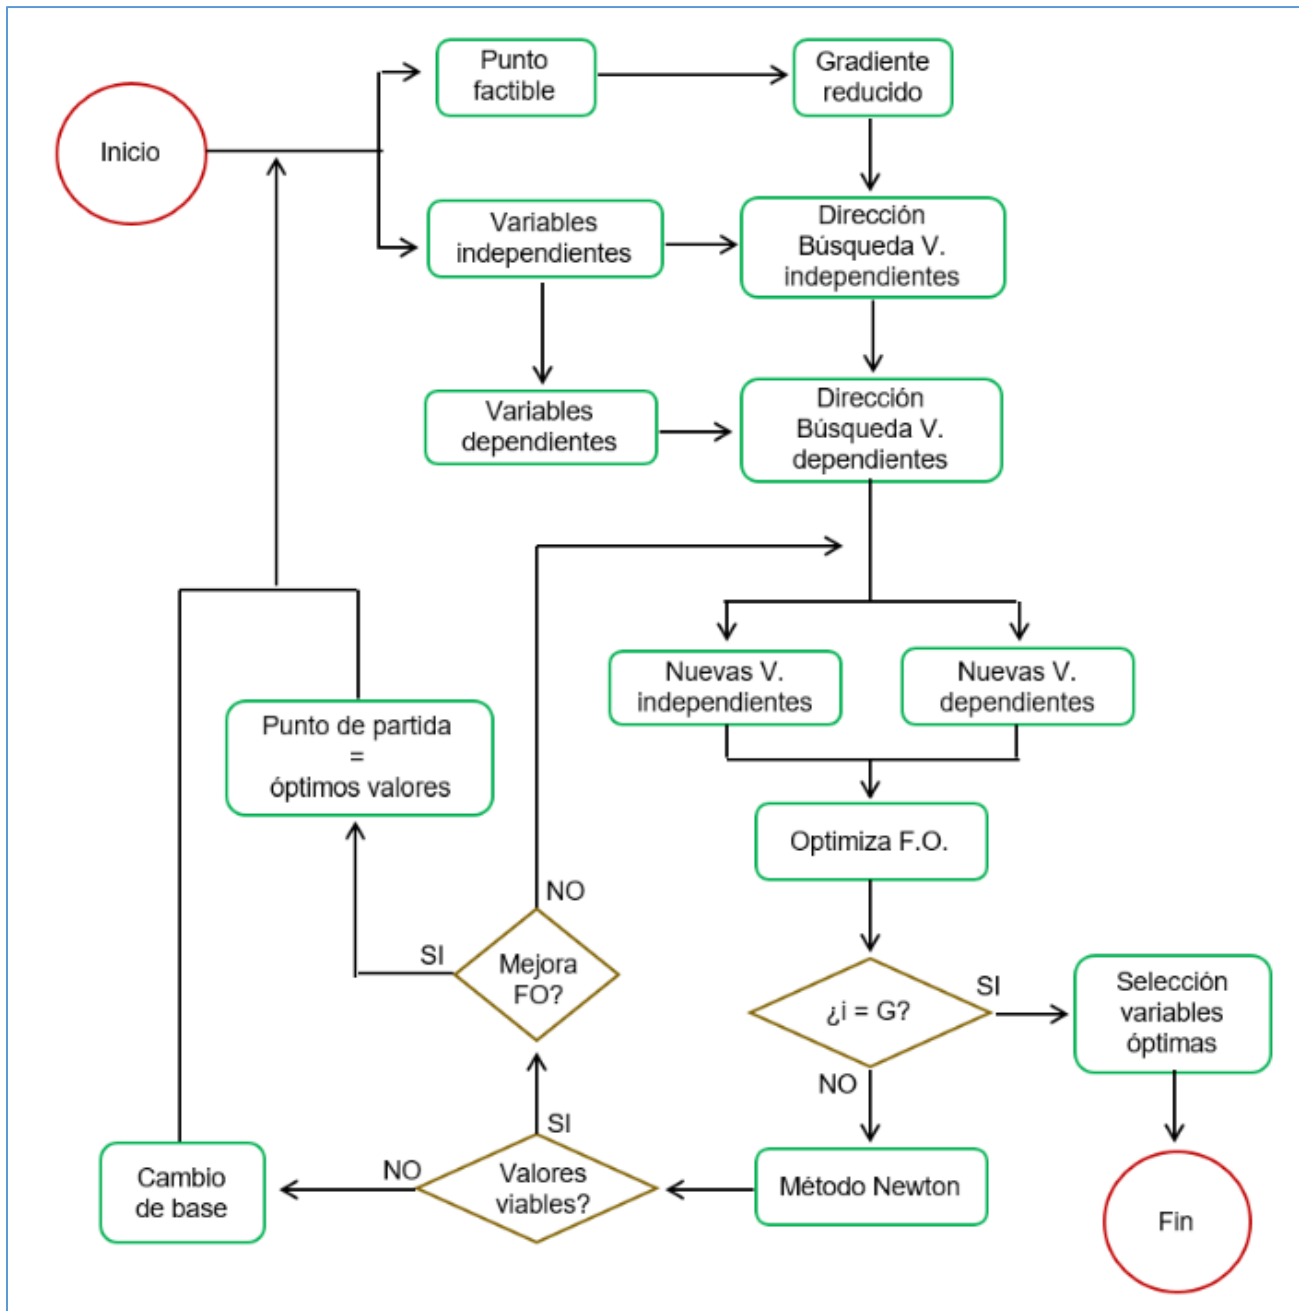 Inicio
Punto
factible
Gradiente
reducido
Variables
independientes
Dirección
Búsqueda V.
independientes
Variables
dependientes
Dirección
Búsqueda V.
dependientes
Nuevas V.
independientes
Nuevas V.
dependientes
Punto de partida
=
óptimos valores
Optimiza F.O.
NO
SI
Mejora
FO?
¿i = G?
SI
Selección
variables
óptimas
NO
SI
NO
Valores
viables?
Método Newton
Cambio
de base
Fin